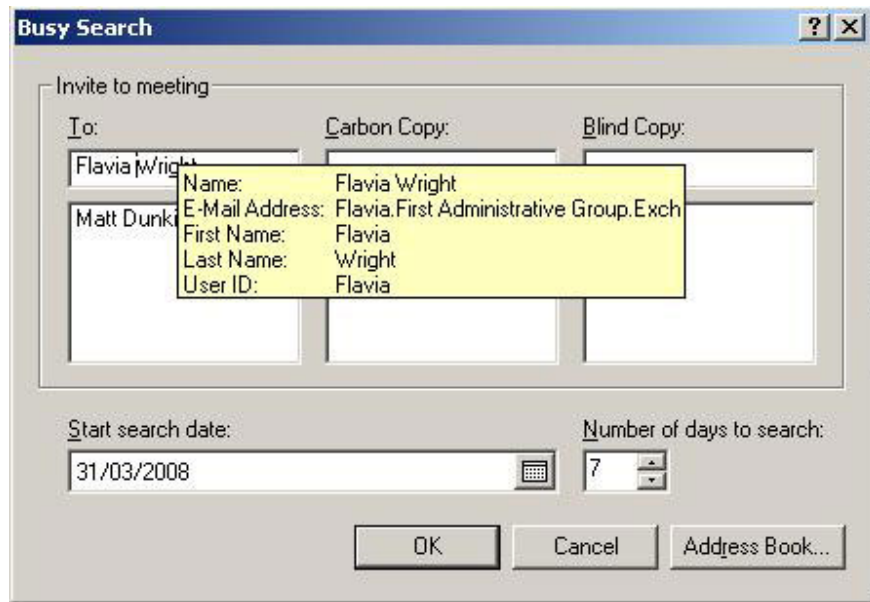 Busy Search
Invite to meeting
To: Carbon Copy: Blind Copy:
Flavia Wright
Name: Flavia Wright
E-Mail Address: Flavia.First Administrative Group.Exch
First Name: Flavia
Last Name: Wright
User ID: Flavia
Matt
Start search date: Number of days to search:
31/03/2008 7
OK Cancel Address Book...